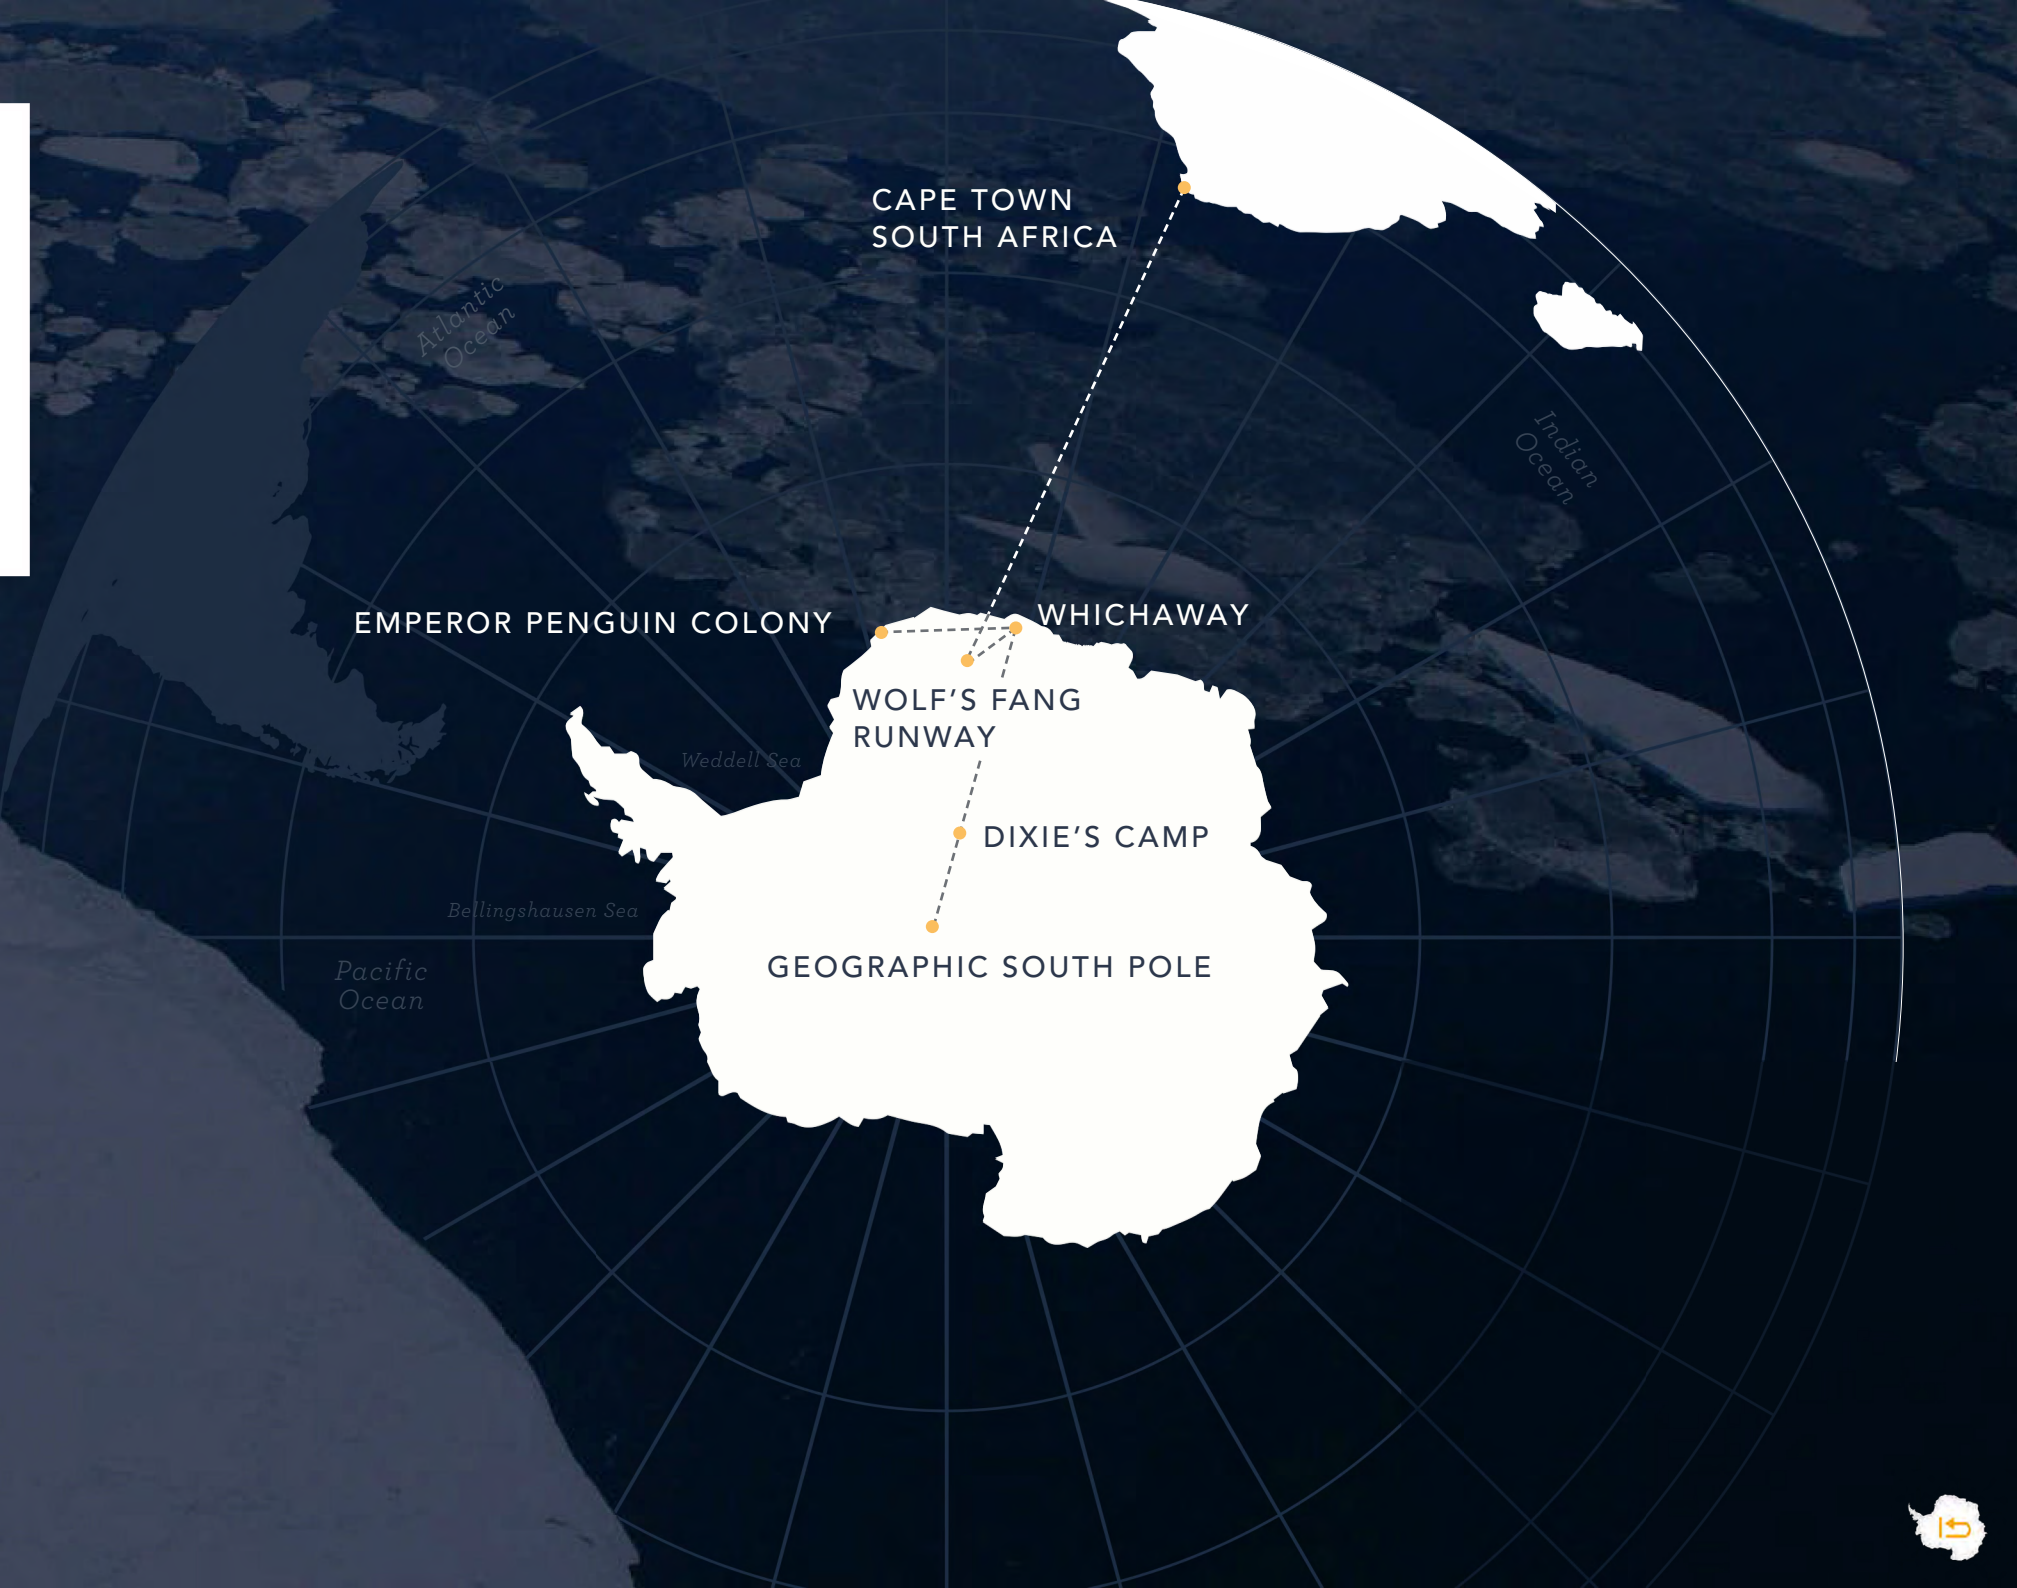 CAPE TOWN
SOUTH AFRICA
Atlantic
Ocean
Indian
Ocean
EMPEROR PENGUIN COLONY
WHICHAWAY
WOLF’S FANG
RUNWAY
Weddell Sea
DIXIE’S CAMP
Bellingshausen Sea
Pacific
Ocean
GEOGRAPHIC SOUTH POLE